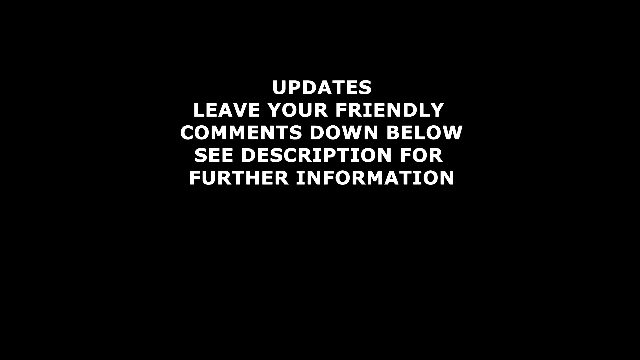 UPDATES
LEAVE YOUR FRIENDLY
COMMENTS DOWN BELOW
SEE DESCRIPTION FOR
FURTHER INFORMATION